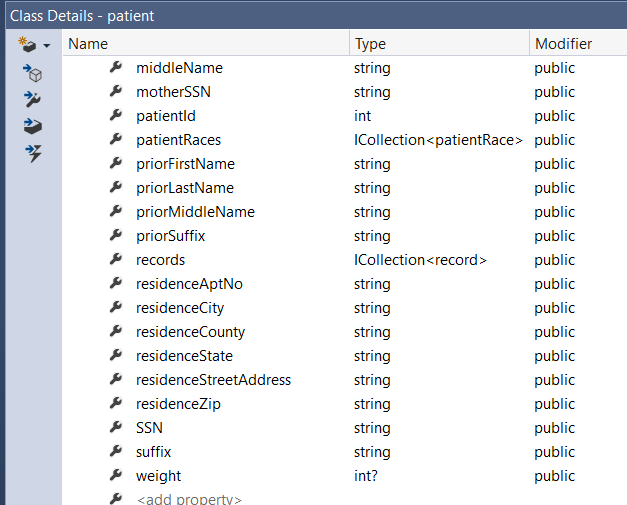 Class Details - patient
Name Type Modifier
middleName string public
motherSSN string public
patientId int public
patientRaces ICollection<patientRace> public
priorFirstName string public
priorLastName string public
priorMiddleName string public
priorSuffix string public
records ICollection<record> public
residenceAptNo string public
residenceCity string public
residenceCounty string public
residenceState string public
residenceStreetAddress string public
residenceZip string public
SSN string public
suffix string public
weight int? public
<add property>